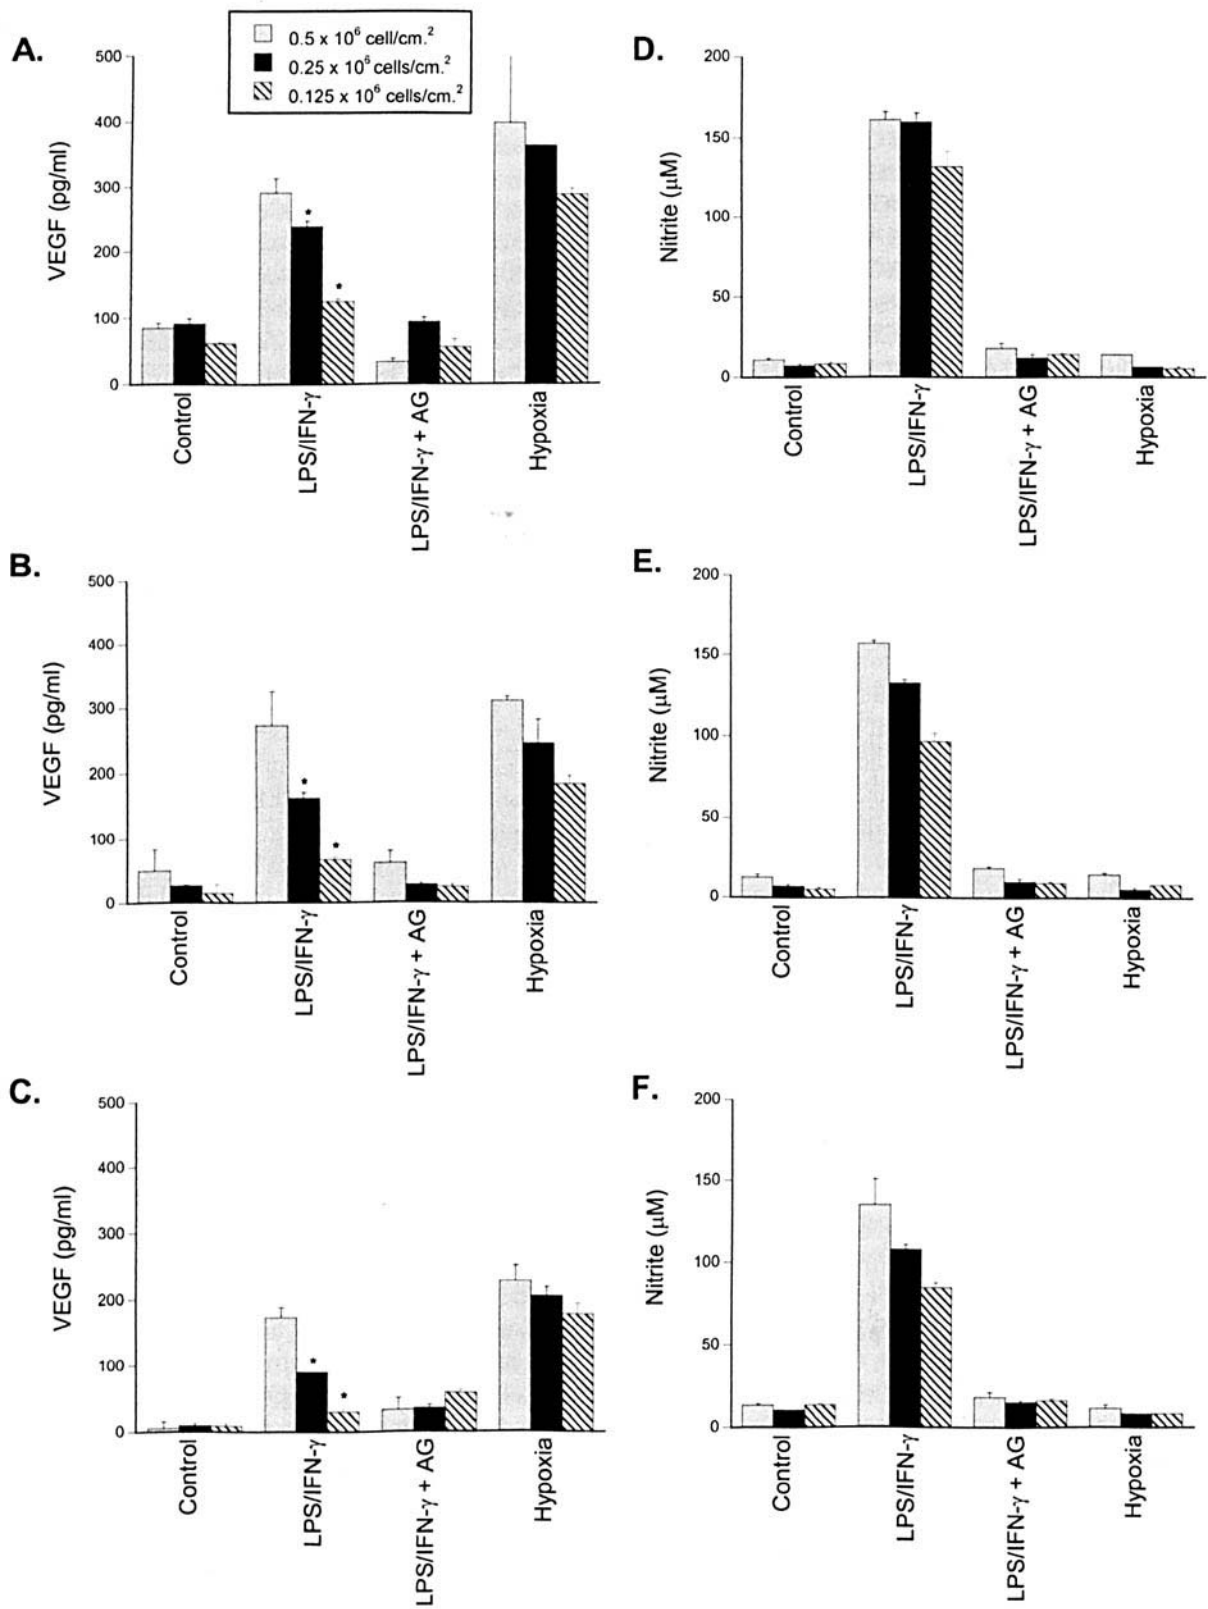 0.5 x 10⁶ cell/cm.²
0.25 x 10⁶ cells/cm.²
0.125 x 10⁶ cells/cm.²
A.
500
400
300
200
100
0
VEGF (pg/ml)
*
*
Control
LPS/IFN-γ
LPS/IFN-γ + AG
Hypoxia
D.
200
150
100
50
0
Nitrite (µM)
Control
LPS/IFN-γ
LPS/IFN-γ + AG
Hypoxia
B.
500
400
300
200
100
0
VEGF (pg/ml)
*
*
Control
LPS/IFN-γ
LPS/IFN-γ + AG
Hypoxia
E.
200
150
100
50
0
Nitrite (µM)
Control
LPS/IFN-γ
LPS/IFN-γ + AG
Hypoxia
C.
500
400
300
200
100
0
VEGF (pg/ml)
*
*
Control
LPS/IFN-γ
LPS/IFN-γ + AG
Hypoxia
F.
200
150
100
50
0
Nitrite (µM)
Control
LPS/IFN-γ
LPS/IFN-γ + AG
Hypoxia